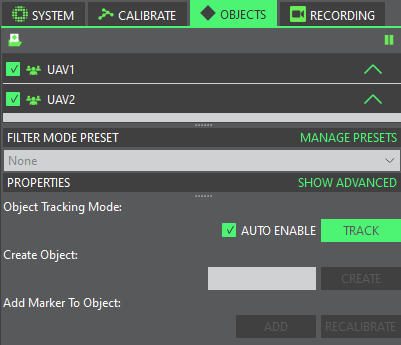 SYSTEM CALIBRATE OBJECTS RECORDING
UAV1
UAV2
FILTER MODE PRESET MANAGE PRESETS
None
PROPERTIES SHOW ADVANCED
Object Tracking Mode:
AUTO ENABLE TRACK
Create Object:
CREATE
Add Marker To Object:
ADD RECALIBRATE